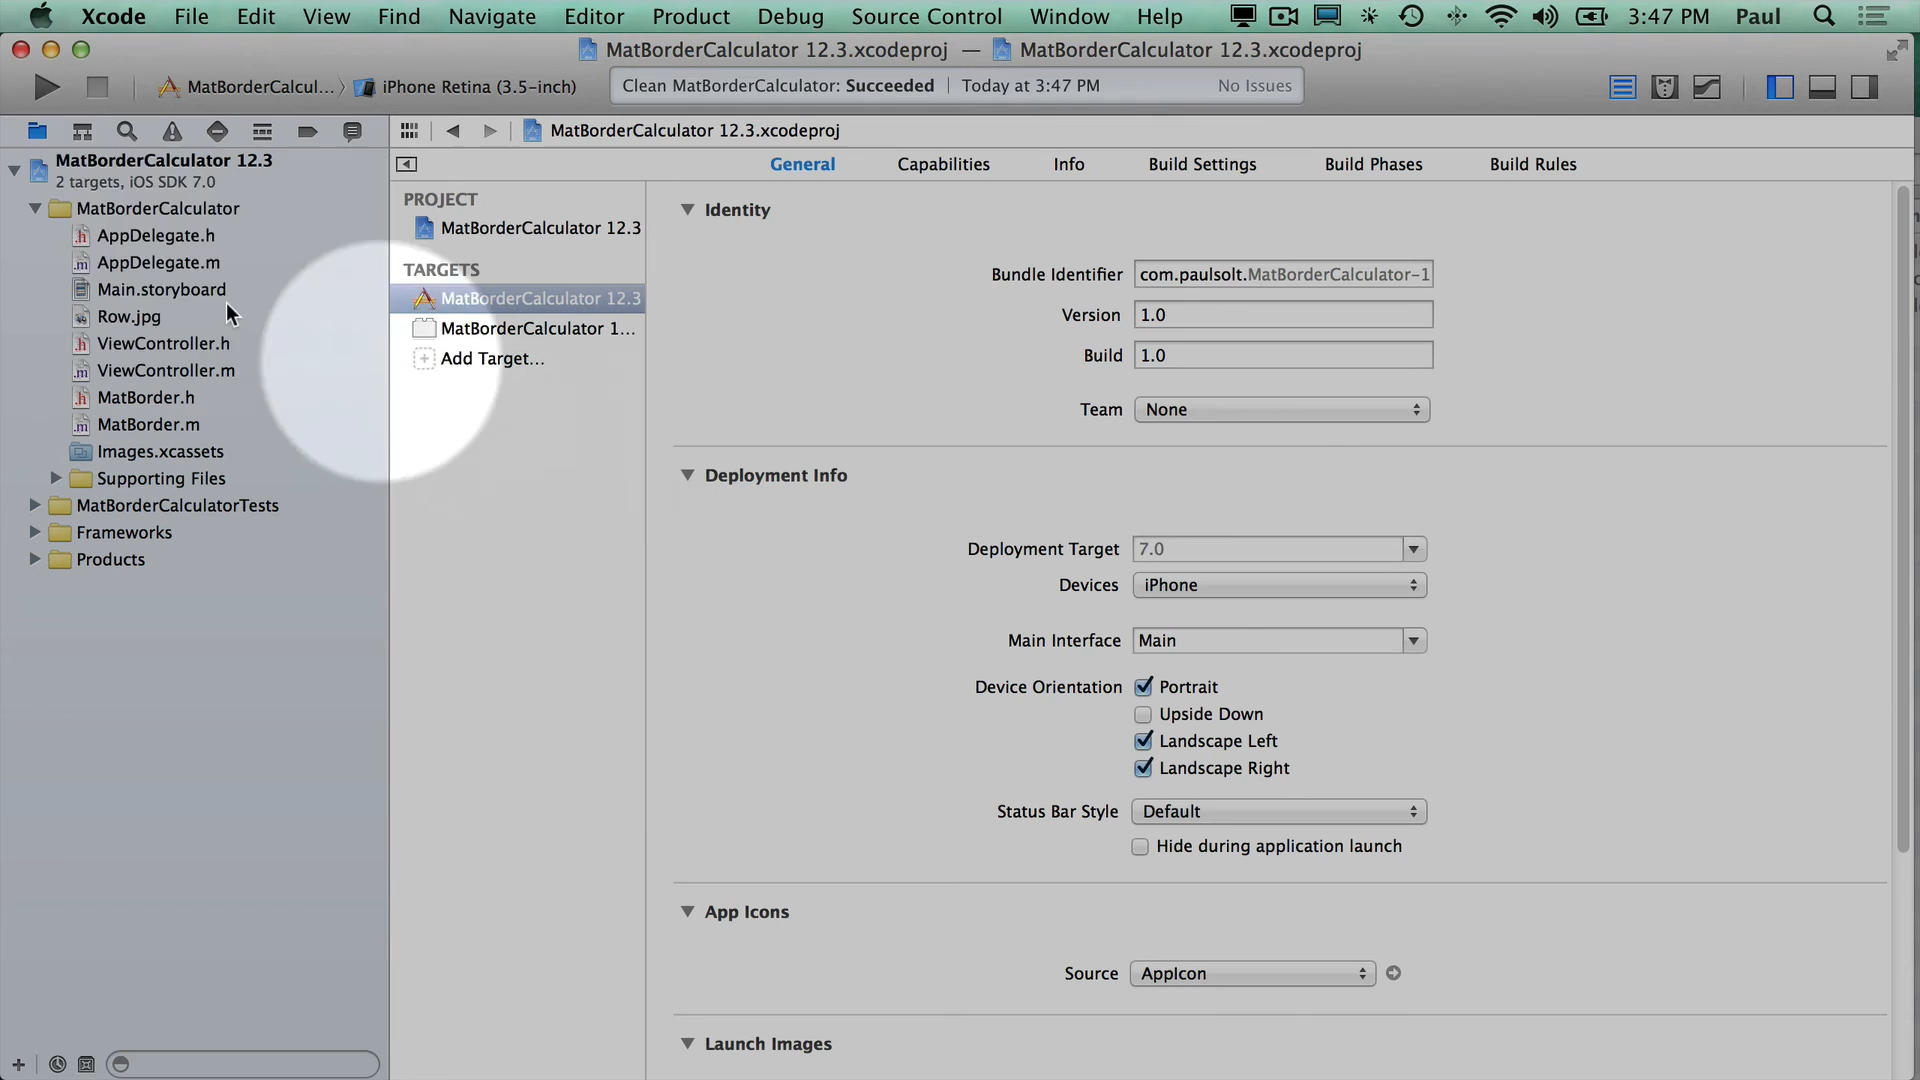 Xcode File Edit View Find Navigate Editor Product Debug Source Control Window Help 3:47 PM Paul
MatBorderCalculator 12.3.xcodeproj — MatBorderCalculator 12.3.xcodeproj
MatBorderCalcul... iPhone Retina (3.5-inch) Clean MatBorderCalculator: Succeeded Today at 3:47 PM No Issues
MatBorderCalculator 12.3.xcodeproj
MatBorderCalculator 12.3
2 targets, iOS SDK 7.0
MatBorderCalculator
AppDelegate.h
AppDelegate.m
Main.storyboard
Row.jpg
ViewController.h
ViewController.m
MatBorder.h
MatBorder.m
Images.xcassets
Supporting Files
MatBorderCalculatorTests
Frameworks
Products
General Capabilities Info Build Settings Build Phases Build Rules
PROJECT
MatBorderCalculator 12.3
TARGETS
MatBorderCalculator 12.3
MatBorderCalculator 1...
Add Target...
Identity
Bundle Identifier com.paulsolt.MatBorderCalculator-1
Version 1.0
Build 1.0
Team None
Deployment Info
Deployment Target 7.0
Devices iPhone
Main Interface Main
Device Orientation Portrait
Upside Down
Landscape Left
Landscape Right
Status Bar Style Default
Hide during application launch
App Icons
Source AppIcon
Launch Images